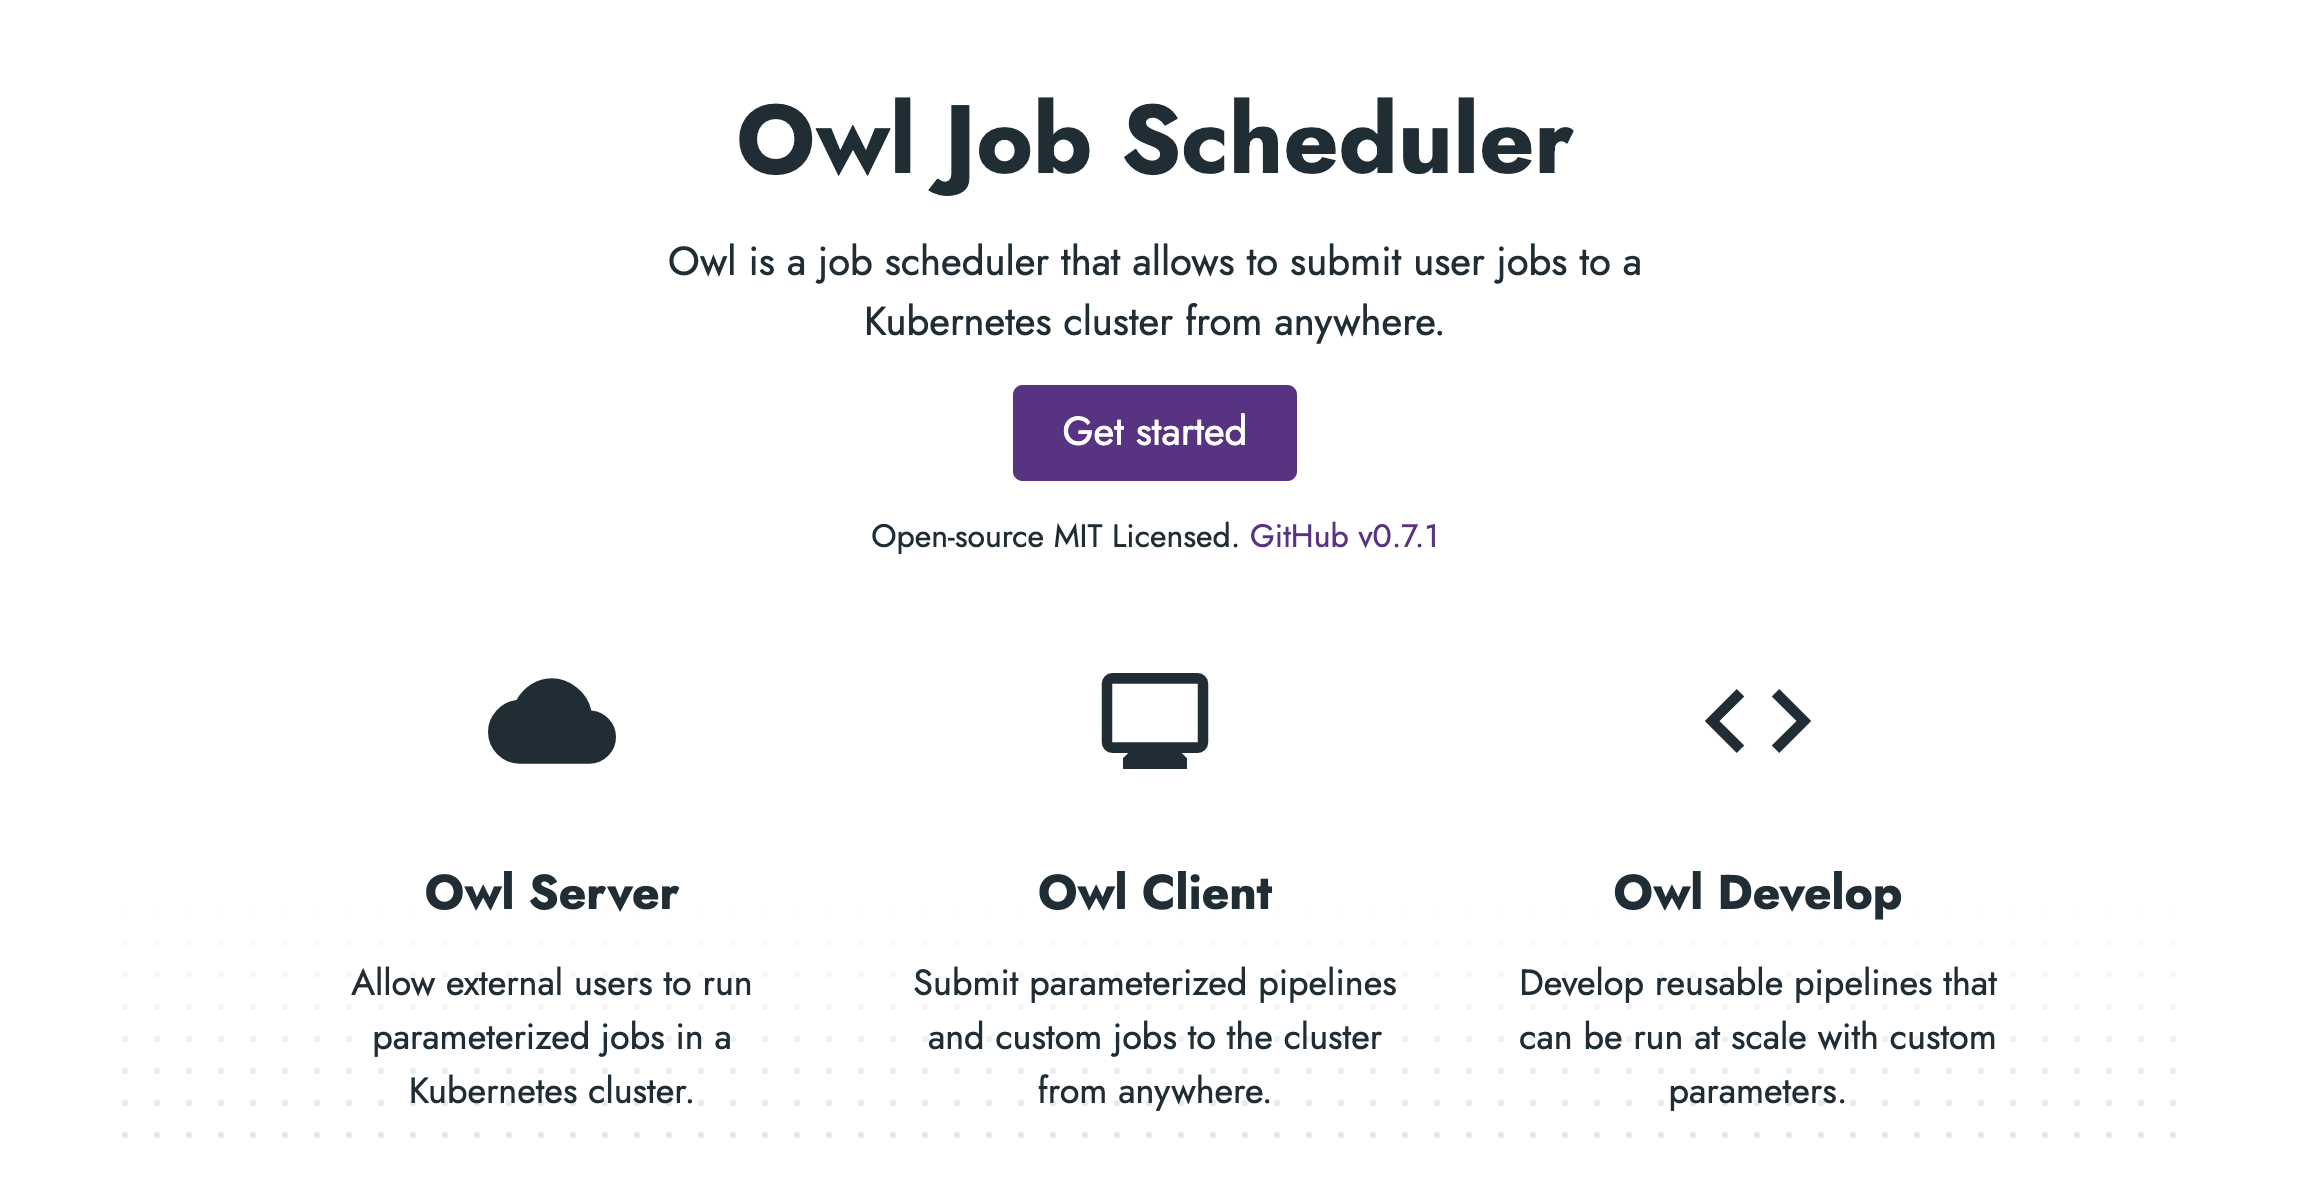 Owl Job Scheduler
Owl is a job scheduler that allows to submit user jobs to a
Kubernetes cluster from anywhere.
Get started
Open-source MIT Licensed. GitHub v0.7.1
Owl Server
Allow external users to run
parameterized jobs in a
Kubernetes cluster.
Owl Client
Submit parameterized pipelines
and custom jobs to the cluster
from anywhere.
Owl Develop
Develop reusable pipelines that
can be run at scale with custom
parameters.